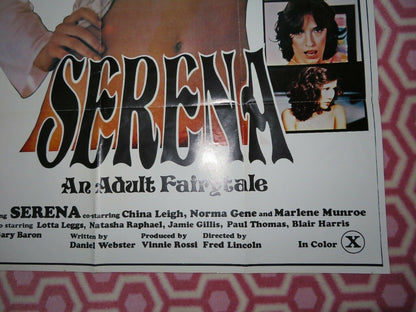 SERENA
An Adult Fairytale
SERENA co-starring China Leigh, Norma Gene and Marlene Munroe
starring Lotta Leggs, Natasha Raphael, Jamie Gillis, Paul Thomas, Blair Harris
Gary Baron
Written by Produced by Directed by
Daniel Webster Vinnie Rossi Fred Lincoln In Color X